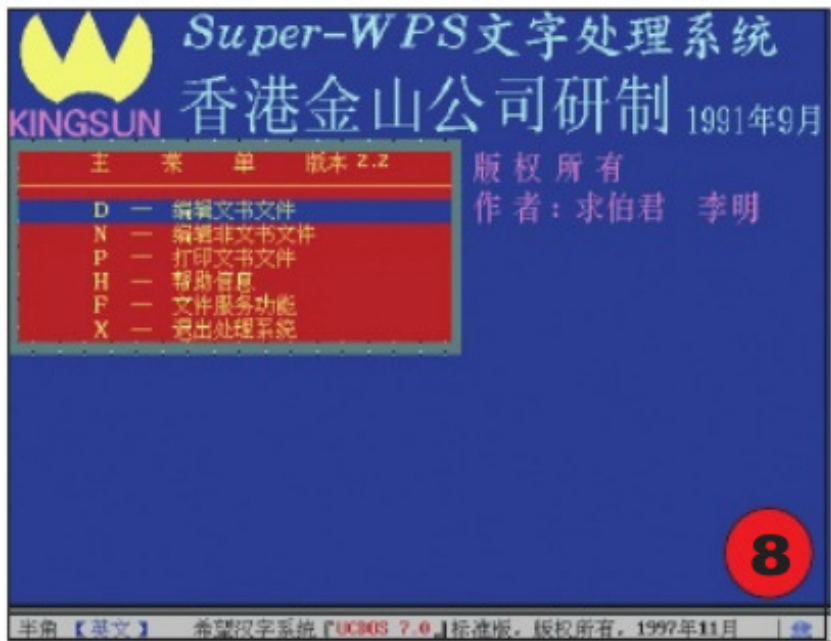 Super-WPS文字处理系统
KINGSUN 香港金山公司研制 1991年9月
主 菜 单 版本 2.2
版权所有
作者：求伯君 李明
D — 编辑文书文件
N — 编辑非文书文件
P — 打印文书文件
H — 帮助信息
F — 文件服务功能
X — 退出处理系统
8
半角 【英文】 希望汉字系统『UCDOS 7.0』标准版。版权所有。1997年11月